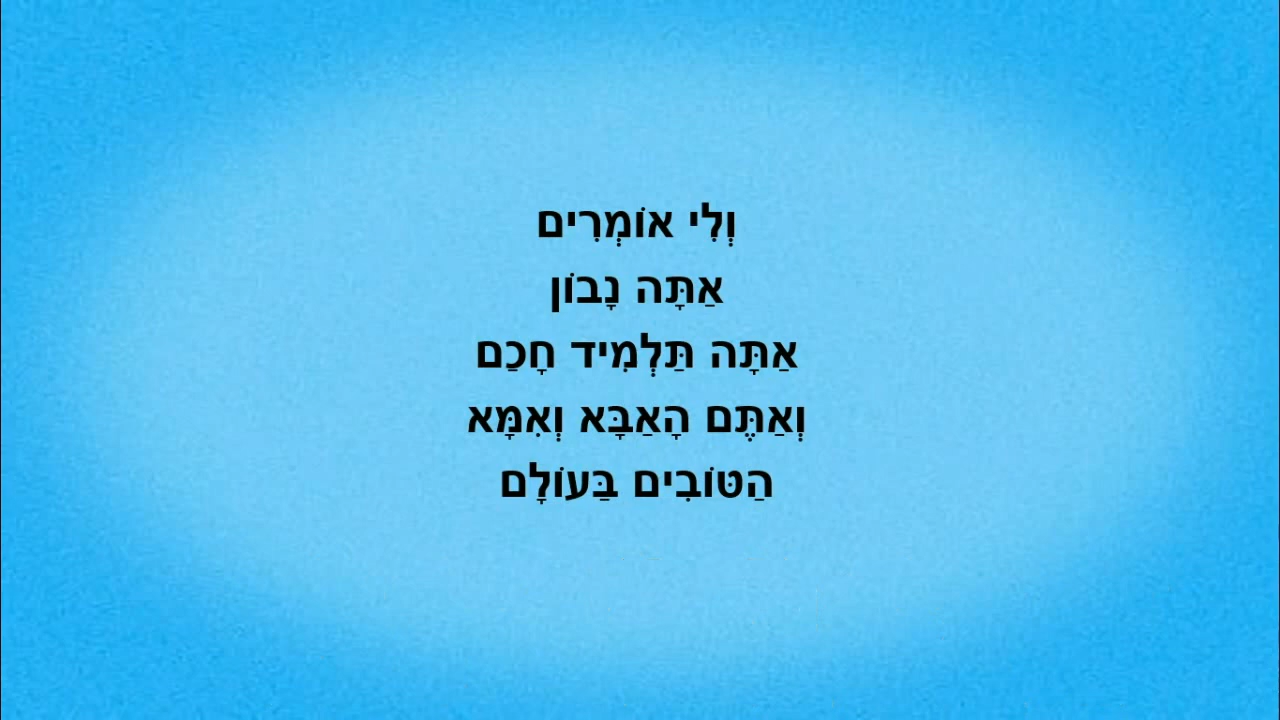 וְלִי אוֹמְרִים
אַתָּה נָבוֹן
אַתָּה תַּלְמִיד חָכַם
וְאַתֶּם הָאַבָּא וְאִמָּא
הַטּוֹבִים בַּעוֹלָם